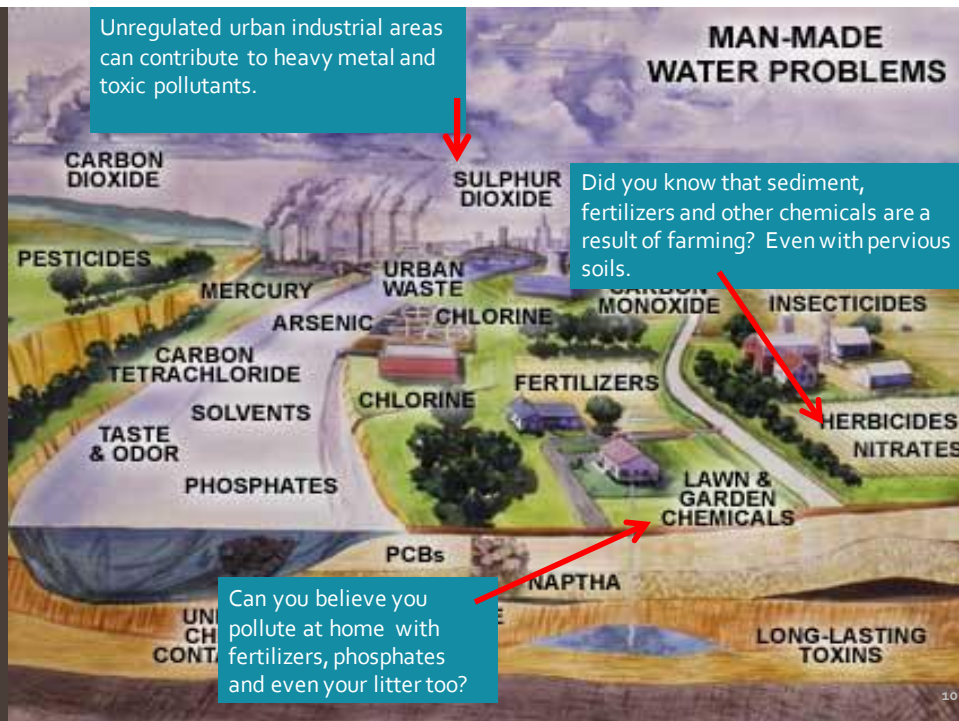 Unregulated urban industrial areas
can contribute to heavy metal and
toxic pollutants.
MAN-MADE
WATER PROBLEMS
CARBON
DIOXIDE
SULPHUR
DIOXIDE
Did you know that sediment,
fertilizers and other chemicals are a
result of farming? Even with pervious
soils.
PESTICIDES
URBAN
WASTE
MERCURY
MONOXIDE
INSECTICIDES
ARSENIC
CHLORINE
CARBON
TETRACHLORIDE
FERTILIZERS
CHLORINE
SOLVENTS
HERBICIDES
TASTE
& ODOR
NITRATES
PHOSPHATES
LAWN &
GARDEN
CHEMICALS
PCBs
NAPTHA
Can you believe you
pollute at home with
fertilizers, phosphates
and even your litter too?
LONG-LASTING
TOXINS
10